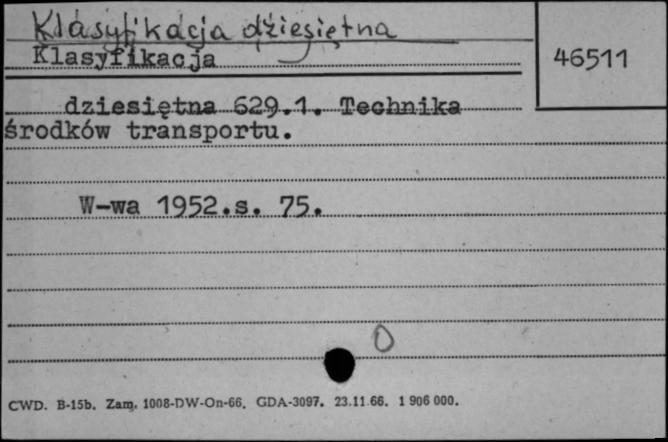 Klasyfikacja dziesiętna
Klasyfikacja
46511
dziesiętna 629.1. Technika
środków transportu.
W-wa 1952.s. 75.
0
CWD. B-15b. Zam. 1008-DW-On-66. GDA-3097. 23.11.66. 1 906 000.